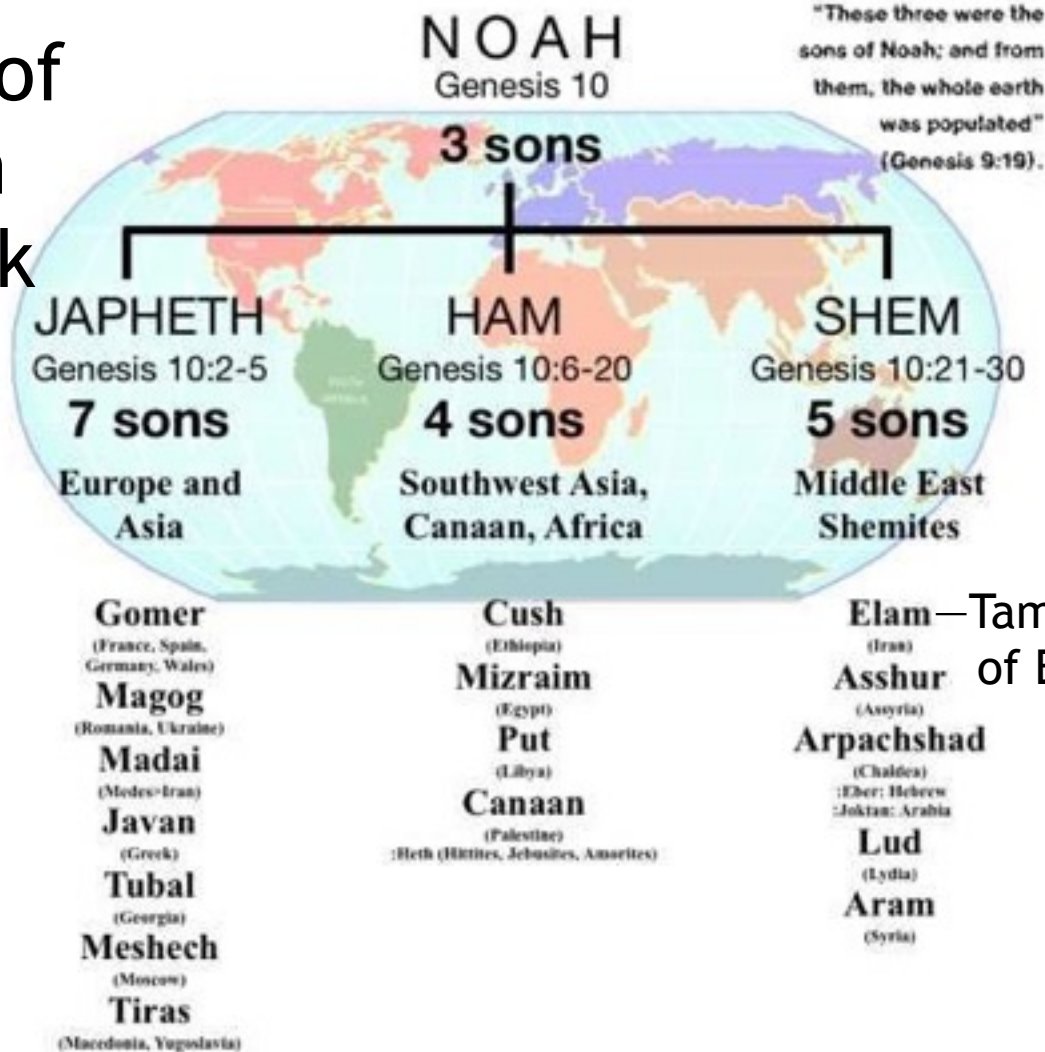 NOAH
Genesis 10
"These three were the
sons of Noah; and from
them, the whole earth
was populated"
(Genesis 9:19).
of
k
3 sons
JAPHETH
Genesis 10:2-5
7 sons
Europe and
Asia
HAM
Genesis 10:6-20
4 sons
Southwest Asia,
Canaan, Africa
SHEM
Genesis 10:21-30
5 sons
Middle East
Shemites
Gomer
(France, Spain,
Germany, Wales)
Magog
(Romania, Ukraine)
Madai
(Medes>Iran)
Javan
(Greek)
Tubal
(Georgia)
Meshech
(Moscow)
Tiras
(Macedonia, Yugoslavia)
Cush
(Ethiopia)
Mizraim
(Egypt)
Put
(Libya)
Canaan
(Palestine)
:Heth (Hittites, Jebusites, Amorites)
Elam—Tam
(Iran)
of
Asshur
(Assyria)
Arpachshad
(Chaldea)
:Eber: Hebrew
:Joktan: Arabia
Lud
(Lydia)
Aram
(Syria)